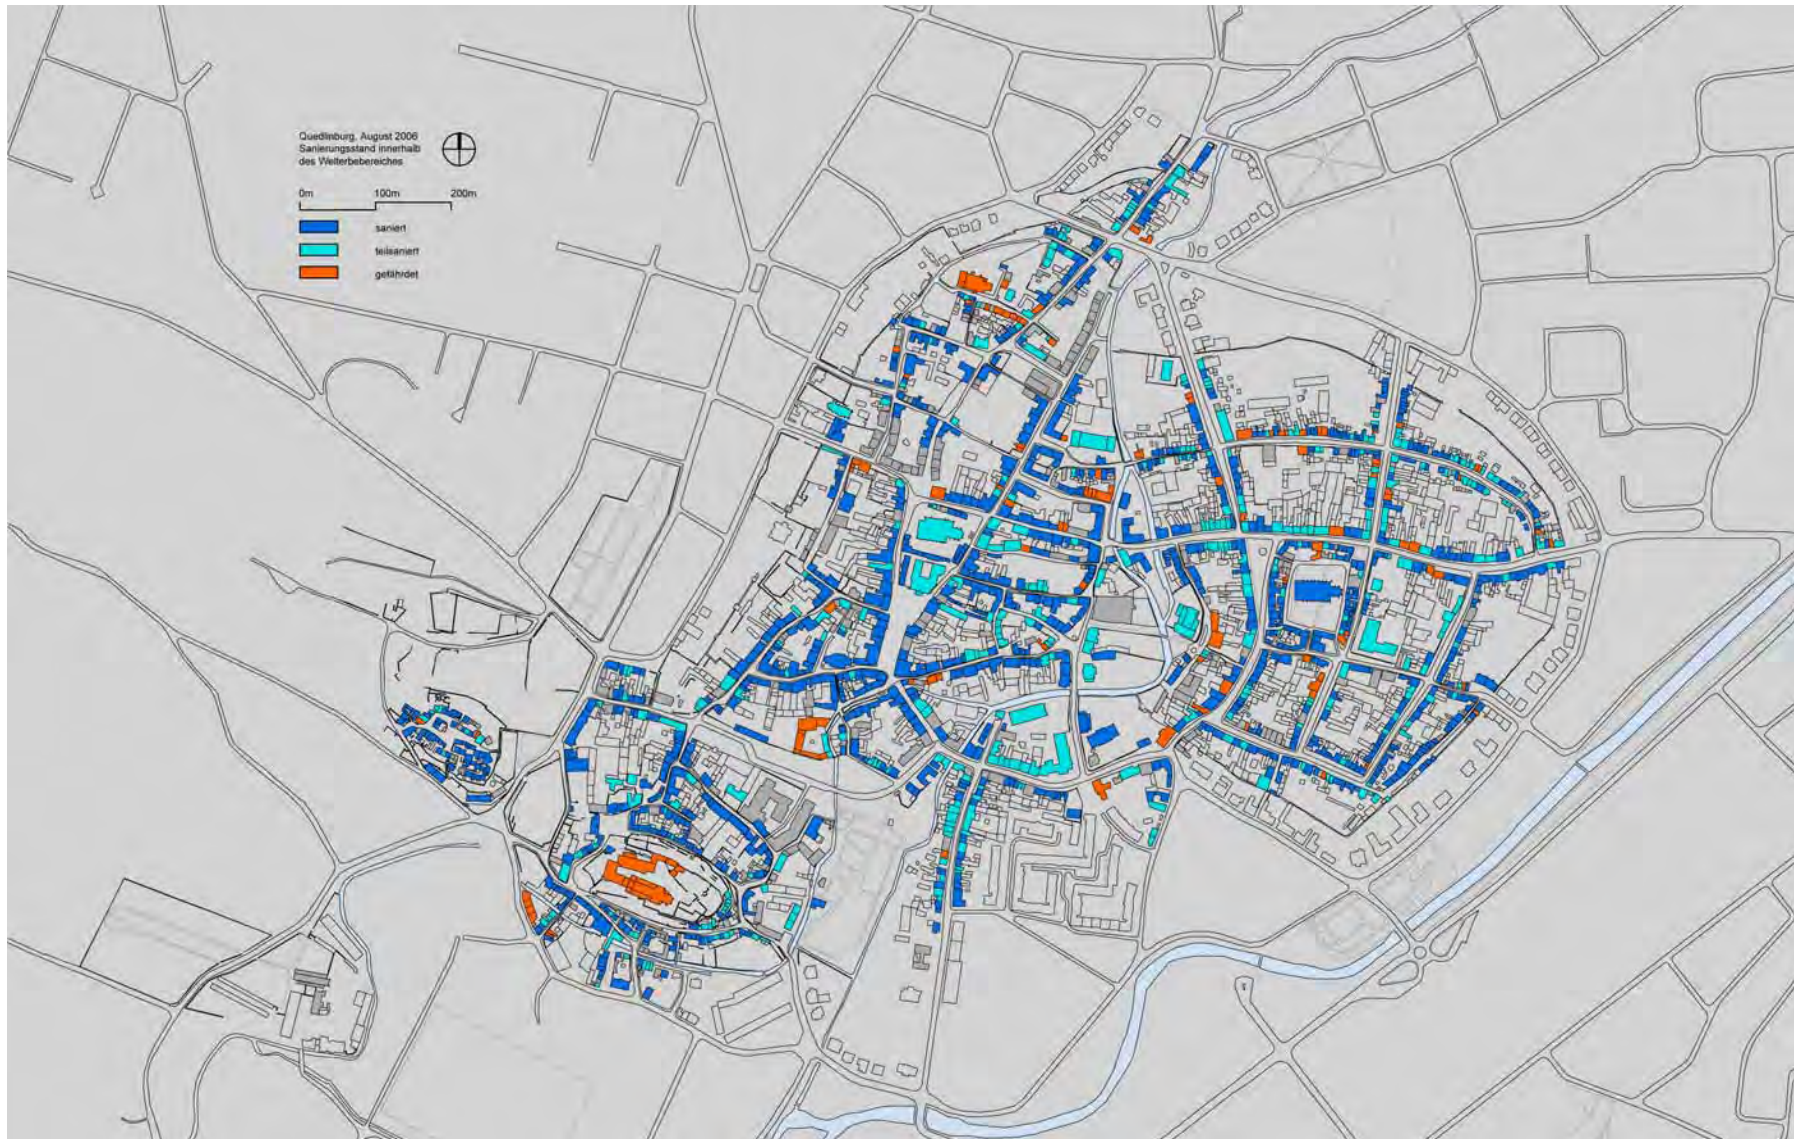 Quedlinburg, August 2006
Sanierungsstand innerhalb
des Welterbebereiches
0m 100m 200m
saniert
teilsaniert
gefährdet